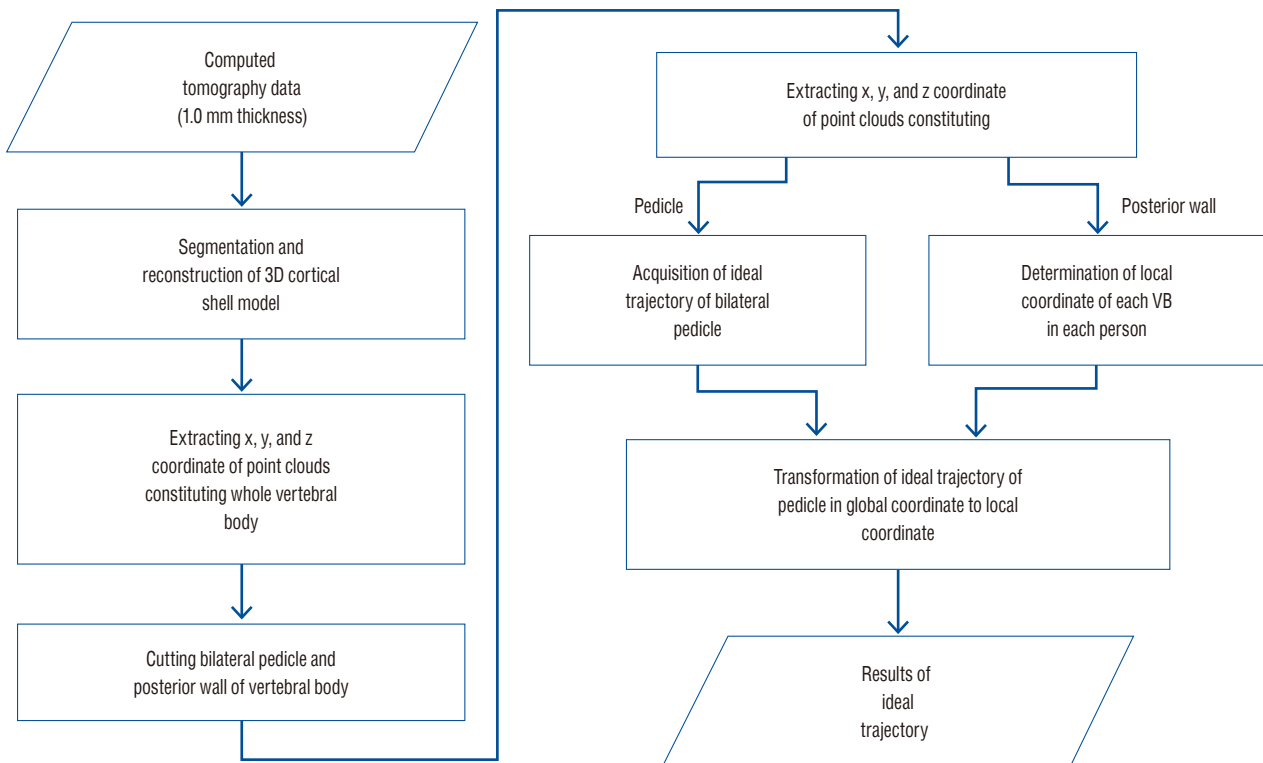 Computed
tomography data
(1.0 mm thickness)
Segmentation and
reconstruction of 3D cortical
shell model
Extracting x, y, and z
coordinate of point clouds
constituting whole vertebral
body
Cutting bilateral pedicle and
posterior wall of vertebral body
Extracting x, y, and z coordinate
of point clouds constituting
Pedicle
Posterior wall
Acquisition of ideal
trajectory of bilateral
pedicle
Determination of local
coordinate of each VB
in each person
Transformation of ideal trajectory of
pedicle in global coordinate to local
coordinate
Results of
ideal
trajectory